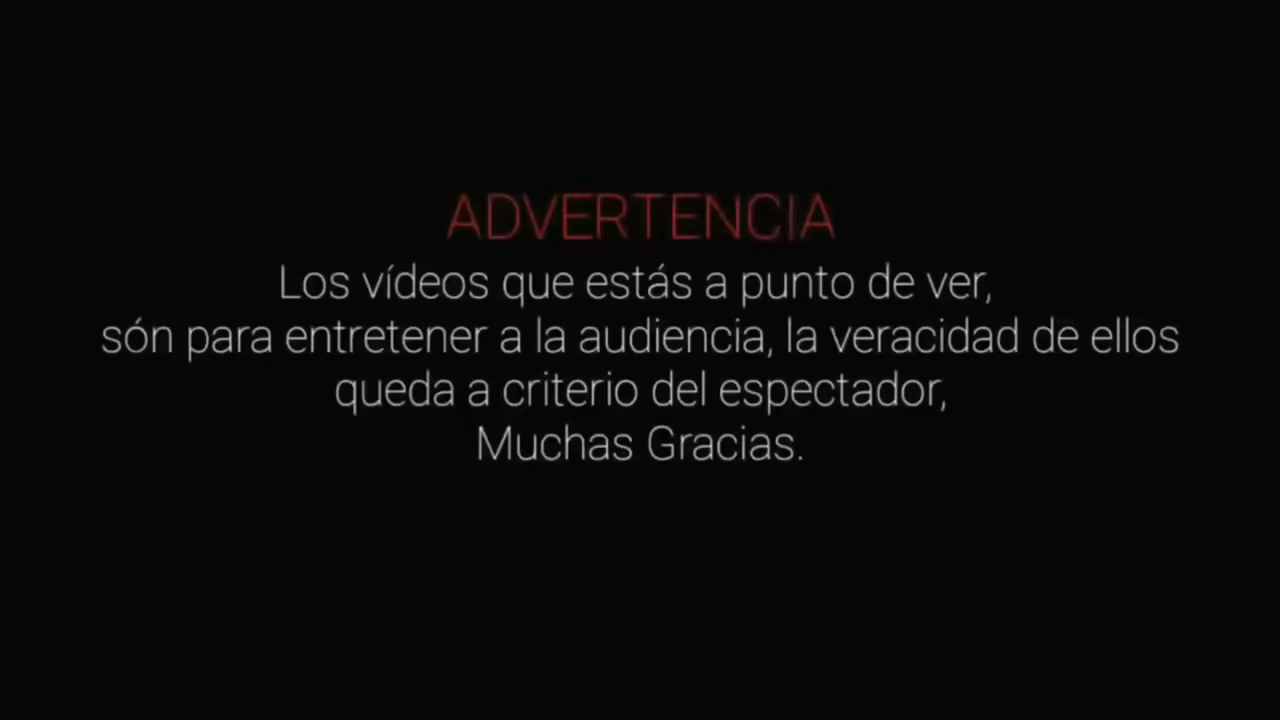 ADVERTENCIA
Los vídeos que estás a punto de ver,
són para entretener a la audiencia, la veracidad de ellos
queda a criterio del espectador,
Muchas Gracias.